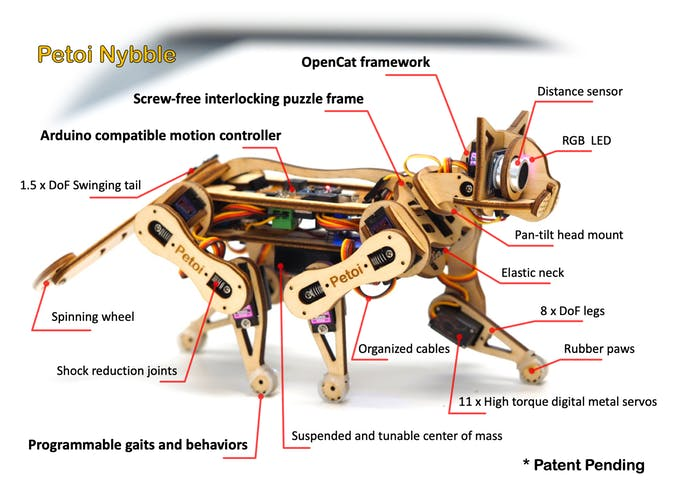 Petoi Nybble
OpenCat framework
Distance sensor
Screw-free interlocking puzzle frame
Arduino compatible motion controller
RGB LED
1.5 x DoF Swinging tail
Pan-tilt head mount
Petoi
Petoi
Elastic neck
Spinning wheel
8 x DoF legs
Organized cables
Rubber paws
Shock reduction joints
11 x High torque digital metal servos
Programmable gaits and behaviors
Suspended and tunable center of mass
* Patent Pending